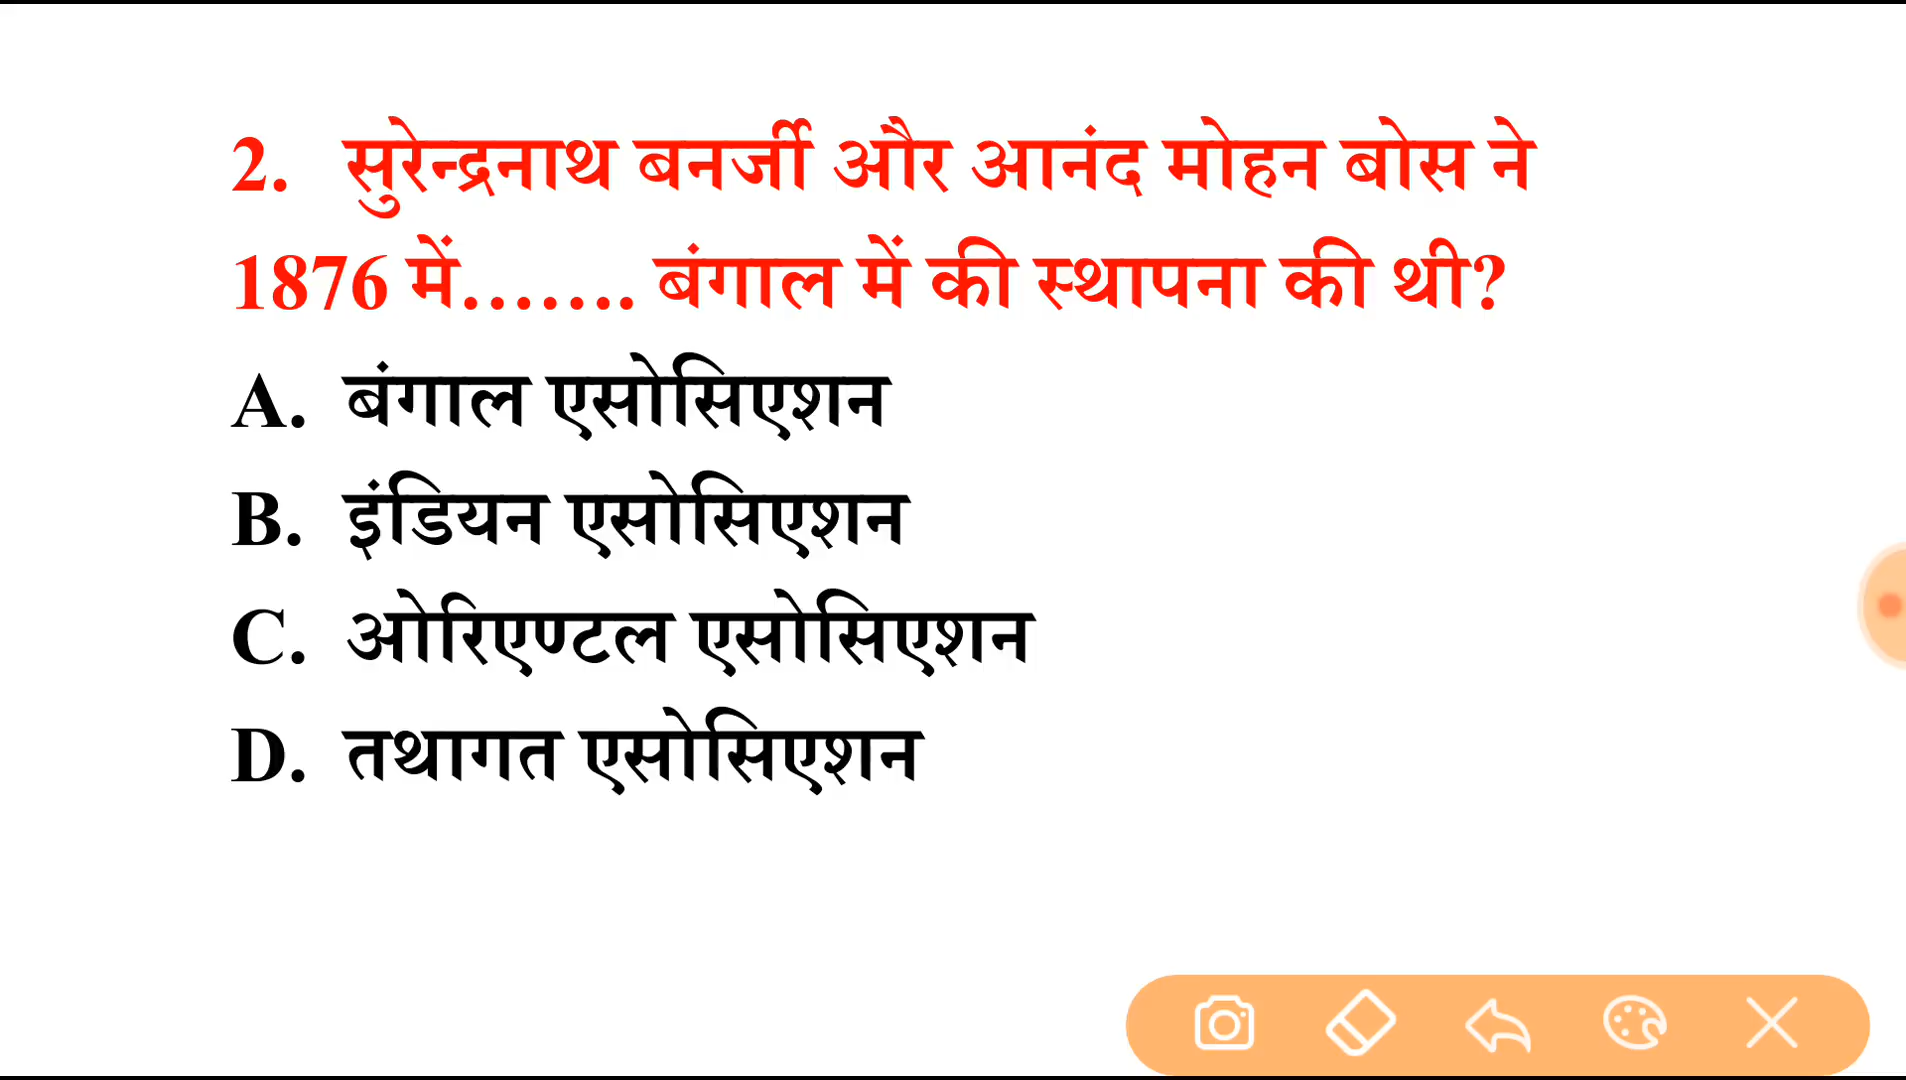 2. सुरेन्द्रनाथ बनर्जी और आनंद मोहन बोस ने
1876 में....... बंगाल में की स्थापना की थी?
A. बंगाल एसोसिएशन
B. इंडियन एसोसिएशन
C. ओरिएण्टल एसोसिएशन
D. तथागत एसोसिएशन